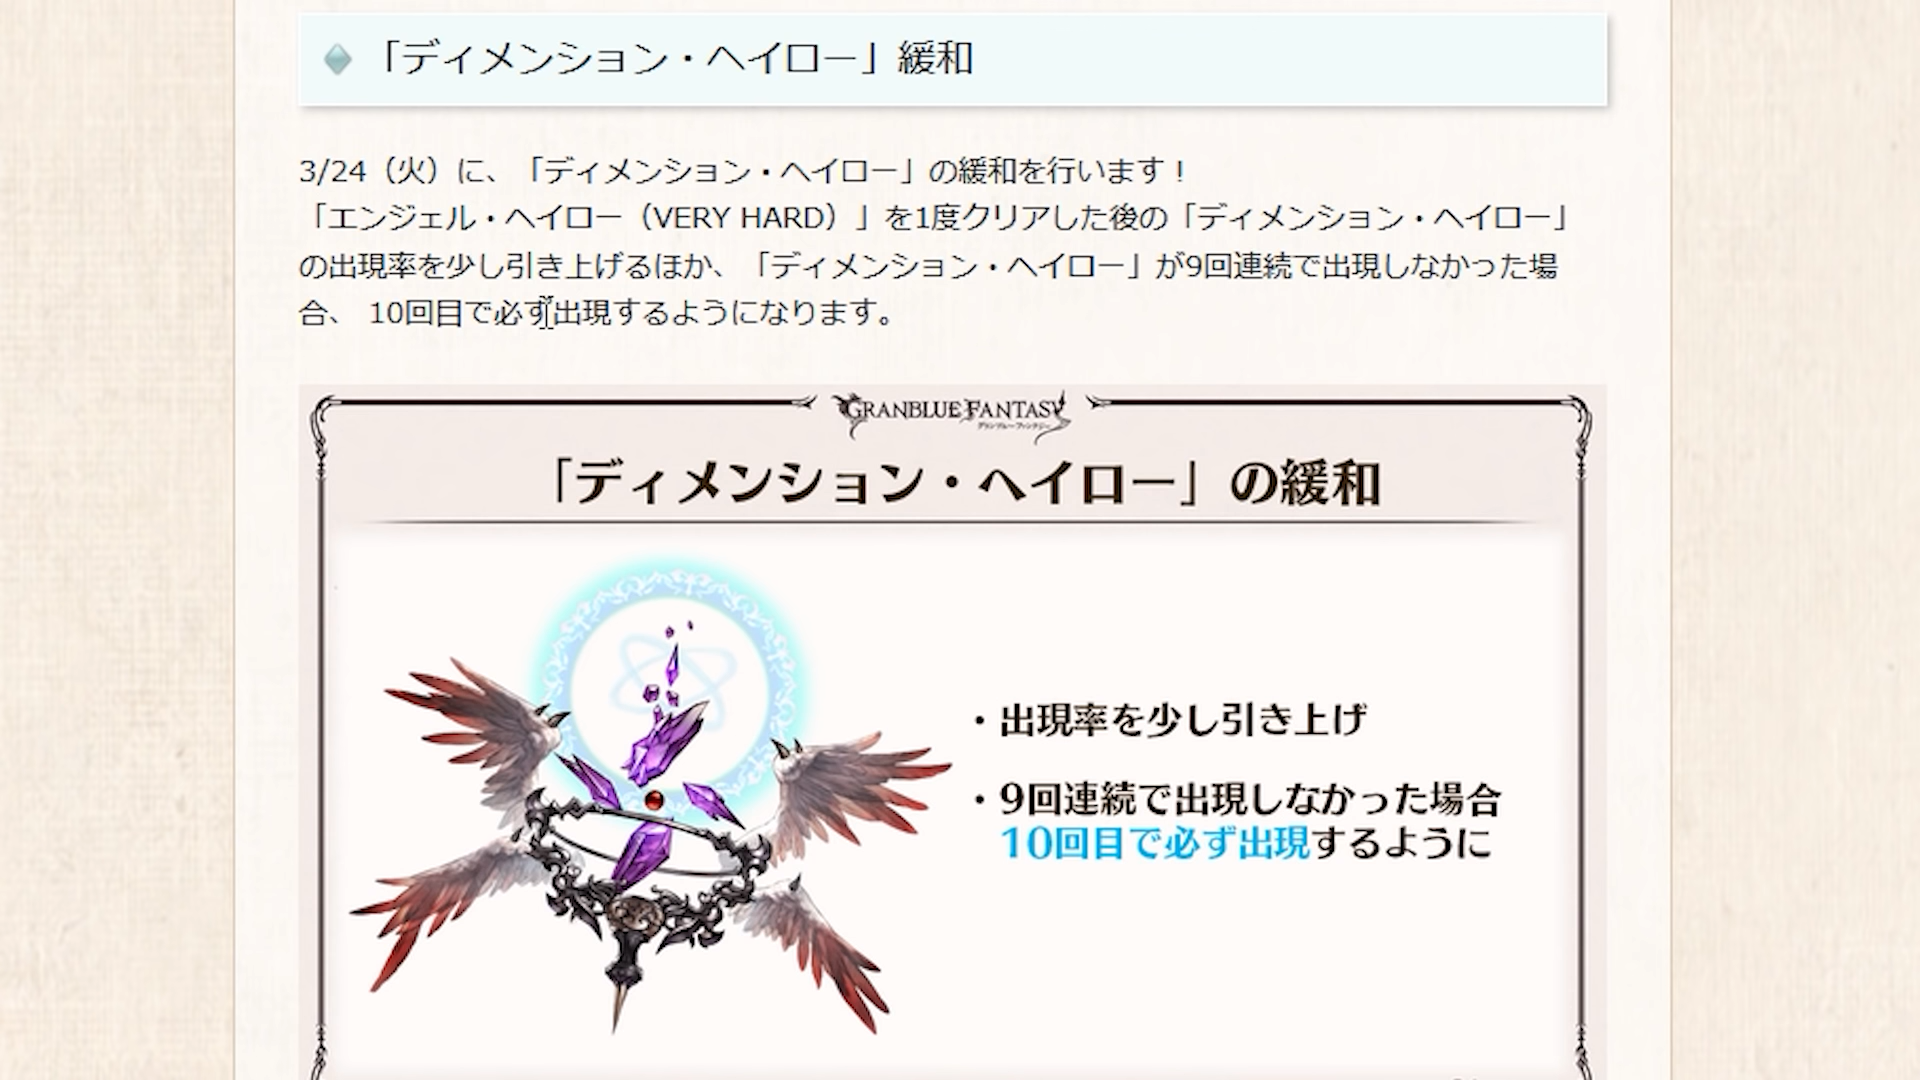 「ディメンション・ヘイロー」緩和
3/24（火）に、「ディメンション・ヘイロー」の緩和を行います！
「エンジェル・ヘイロー（VERY HARD）」を1度クリアした後の「ディメンション・ヘイロー」
の出現率を少し引き上げるほか、「ディメンション・ヘイロー」が9回連続で出現しなかった場
合、 10回目で必ず出現するようになります。
GRANBLUE FANTASY
グランブルーファンタジー
「ディメンション・ヘイロー」の緩和
・出現率を少し引き上げ
・9回連続で出現しなかった場合
10回目で必ず出現するように